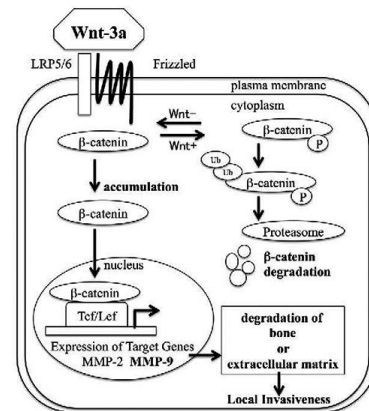 Wnt-3a
LRP5/6
Frizzled
plasma membrane
cytoplasm
Wnt−
Wnt+
β-catenin
accumulation
β-catenin
nucleus
β-catenin
Tcf/Lef
Expression of Target Genes
MMP-2 MMP-9
β-catenin
P
Ub
Ub
β-catenin
P
Proteasome
β-catenin
degradation
degradation of
bone
or
extracellular matrix
Local Invasiveness